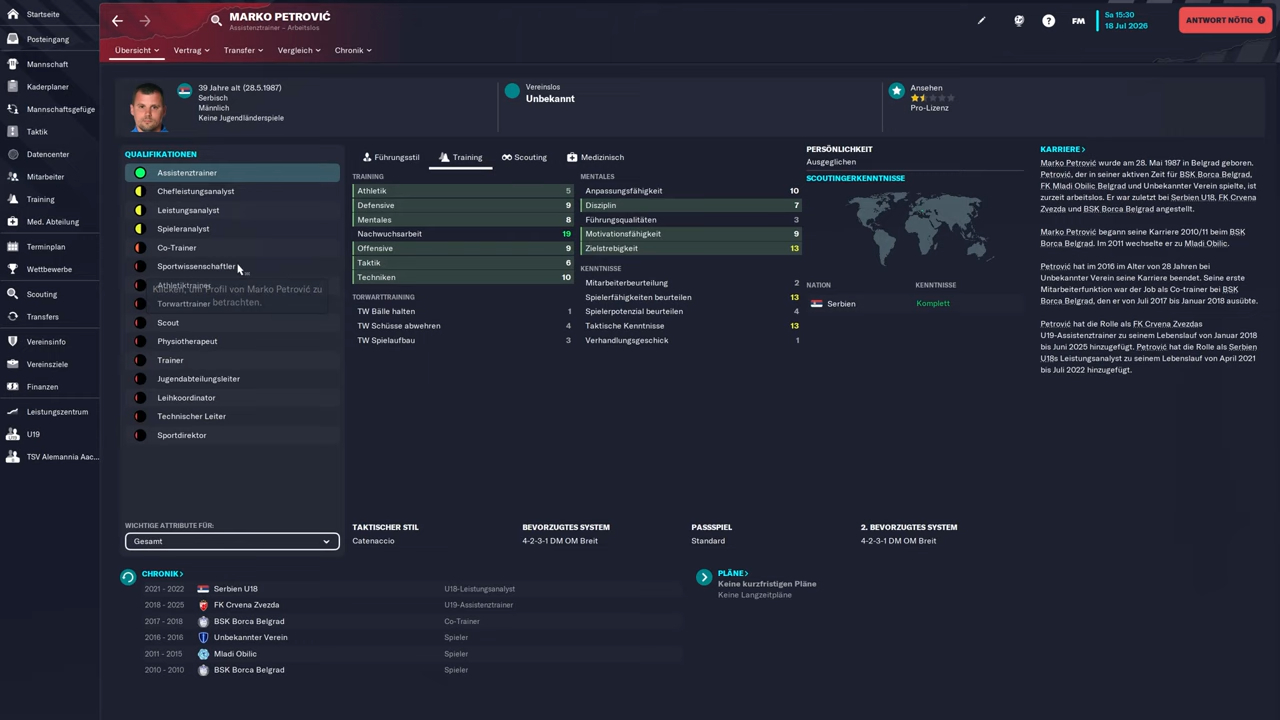 Startseite
Posteingang
Mannschaft
Kaderplaner
Mannschaftsgefüge
Taktik
Datencenter
Mitarbeiter
Training
Med. Abteilung
Terminplan
Wettbewerbe
Scouting
Transfers
Vereinsinfo
Vereinsziele
Finanzen
Leistungszentrum
U19
TSV Alemannia Aac...
MARKO PETROVIĆ
Assistenztrainer - Arbeitslos
FM
Sa 15:30
18 Jul 2026
ANTWORT NÖTIG
Übersicht
Vertrag
Transfer
Vergleich
Chronik
39 Jahre alt (28.5.1987)
Serbisch
Männlich
Keine Jugendländerspiele
Vereinslos
Unbekannt
Ansehen
Pro-Lizenz
QUALIFIKATIONEN
Assistenztrainer
Chefleistungsanalyst
Leistungsanalyst
Spieleranalyst
Co-Trainer
Sportwissenschaftler
Athletiktrainer
Torwarttrainer
Klicken, um Profil von Marko Petrović zu
betrachten.
Scout
Physiotherapeut
Trainer
Jugendabteilungsleiter
Leihkoordinator
Technischer Leiter
Sportdirektor
WICHTIGE ATTRIBUTE FÜR:
Gesamt
Führungsstil
Training
Scouting
Medizinisch
TRAINING
Athletik 5
Defensive 9
Mentales 8
Nachwuchsarbeit 19
Offensive 9
Taktik 6
Techniken 10
TORWARTTRAINING
TW Bälle halten 1
TW Schüsse abwehren 4
TW Spielaufbau 3
MENTALES
Anpassungsfähigkeit 10
Disziplin 7
Führungsqualitäten 3
Motivationsfähigkeit 9
Zielstrebigkeit 13
KENNTNISSE
Mitarbeiterbeurteilung 2
Spielerfähigkeiten beurteilen 13
Spielerpotenzial beurteilen 4
Taktische Kenntnisse 13
Verhandlungsgeschick 1
PERSÖNLICHKEIT
Ausgeglichen
SCOUTINGERKENNTNISSE
NATION KENNTNISSE
Serbien Komplett
KARRIERE >
Marko Petrović wurde am 28. Mai 1987 in Belgrad geboren.
Petrović, der in seiner aktiven Zeit für BSK Borca Belgrad,
FK Mladi Obilic Belgrad und Unbekannter Verein spielte, ist
zurzeit arbeitslos. Er war zuletzt bei Serbien U18, FK Crvena
Zvezda und BSK Borca Belgrad angestellt.
Marko Petrović begann seine Karriere 2010/11 beim BSK
Borca Belgrad. Im 2011 wechselte er zu Mladi Obilic.
Petrović hat im 2016 im Alter von 28 Jahren bei
Unbekannter Verein seine Karriere beendet. Seine erste
Mitarbeiterfunktion war der Job als Co-trainer bei BSK
Borca Belgrad, den er von Juli 2017 bis Januar 2018 ausübte.
Petrović hat die Rolle als FK Crvena Zvezdas
U19-Assistenztrainer zu seinem Lebenslauf von Januar 2018
bis Juni 2025 hinzugefügt. Petrović hat die Rolle als Serbien
U18s Leistungsanalyst zu seinem Lebenslauf von April 2021
bis Juli 2022 hinzugefügt.
TAKTISCHER STIL
Catenaccio
BEVORZUGTES SYSTEM
4-2-3-1 DM OM Breit
PASSSPIEL
Standard
2. BEVORZUGTES SYSTEM
4-2-3-1 DM OM Breit
CHRONIK >
2021 - 2022 Serbien U18 U18-Leistungsanalyst
2018 - 2025 FK Crvena Zvezda U19-Assistenztrainer
2017 - 2018 BSK Borca Belgrad Co-Trainer
2016 - 2016 Unbekannter Verein Spieler
2011 - 2015 Mladi Obilic Spieler
2010 - 2010 BSK Borca Belgrad Spieler
PLÄNE >
Keine kurzfristigen Pläne
Keine Langzeitpläne